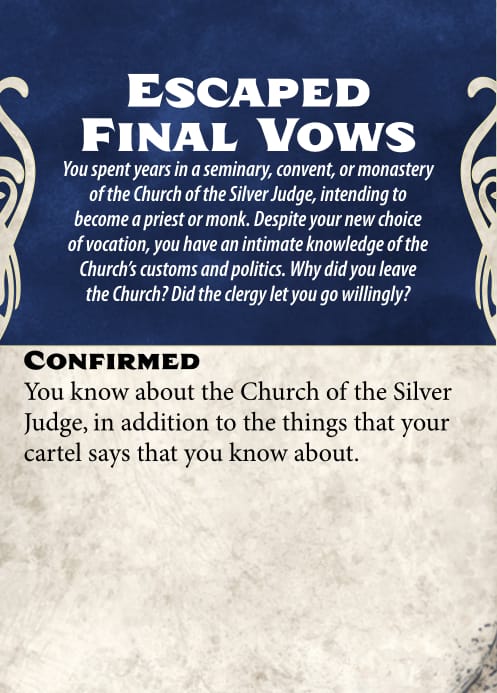 Escaped
Final Vows
You spent years in a seminary, convent, or monastery
of the Church of the Silver Judge, intending to
become a priest or monk. Despite your new choice
of vocation, you have an intimate knowledge of the
Church's customs and politics. Why did you leave
the Church? Did the clergy let you go willingly?
Confirmed
You know about the Church of the Silver
Judge, in addition to the things that your
cartel says that you know about.